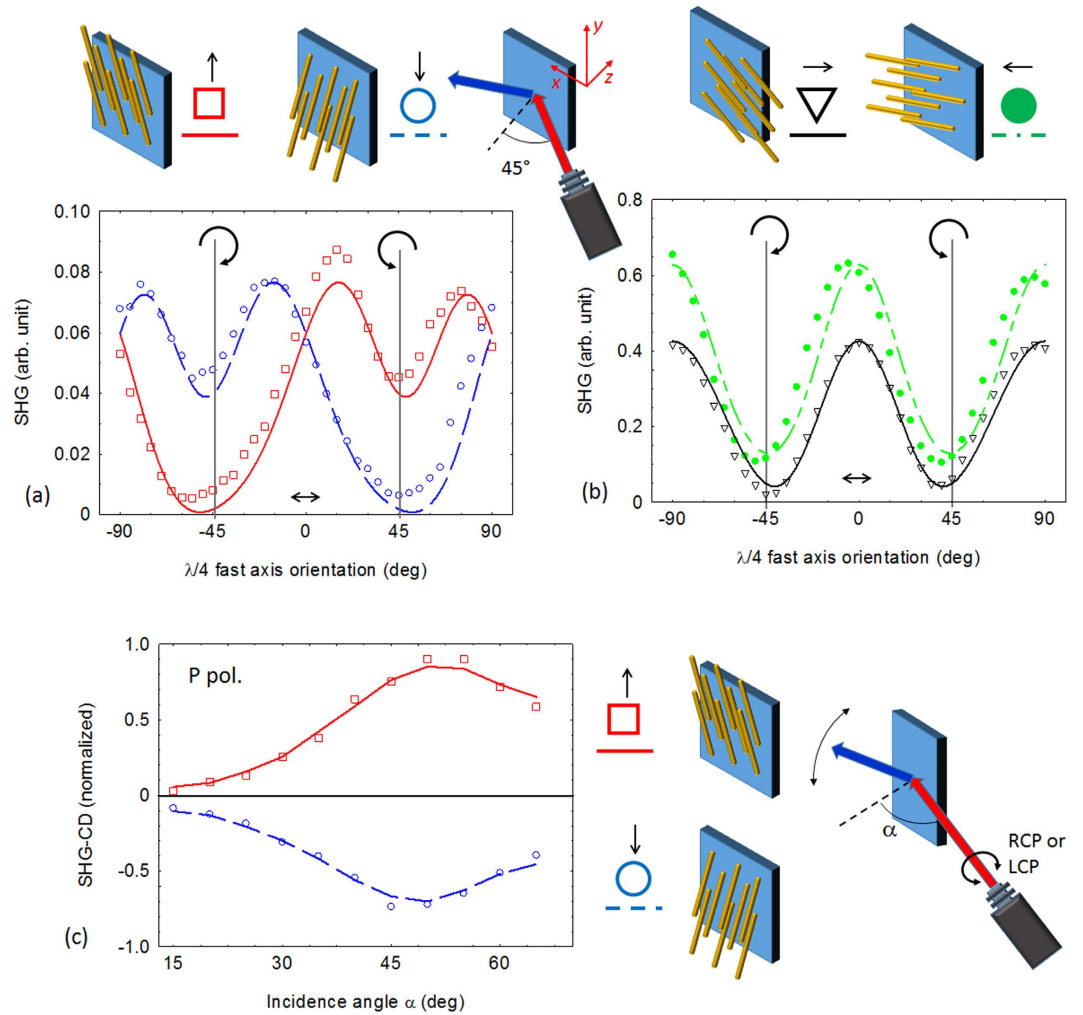 y
x
z
45°
0.10
0.08
0.06
0.04
0.02
0
SHG (arb. unit)
-90
-45
0
45
90
λ/4 fast axis orientation (deg)
(a)
0.8
0.6
0.4
0.2
0
SHG (arb. unit)
-90
-45
0
45
90
λ/4 fast axis orientation (deg)
(b)
P pol.
1.0
0.5
0
-0.5
-1.0
SHG-CD (normalized)
15
30
45
60
Incidence angle α (deg)
(c)
α
RCP or
LCP